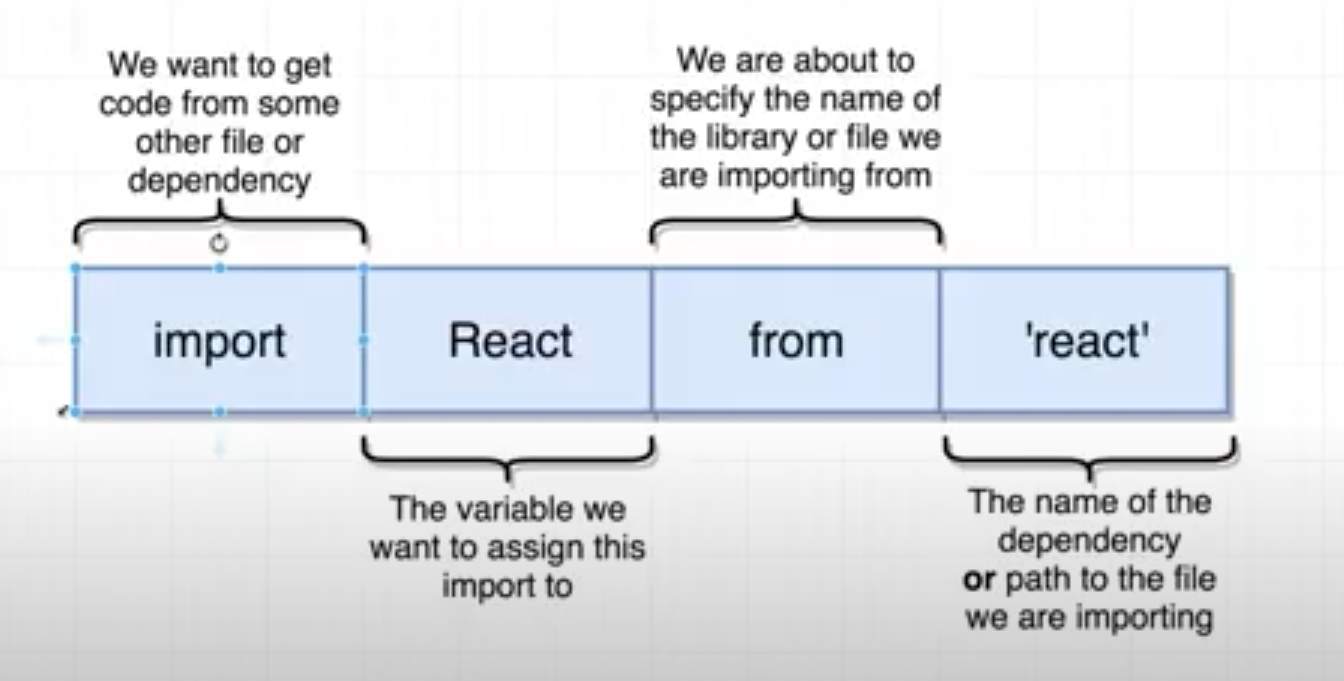 We want to get
code from some
other file or
dependency
We are about to
specify the name of
the library or file we
are importing from
import
React
from
'react'
The variable we
want to assign this
import to
The name of the
dependency
or path to the file
we are importing